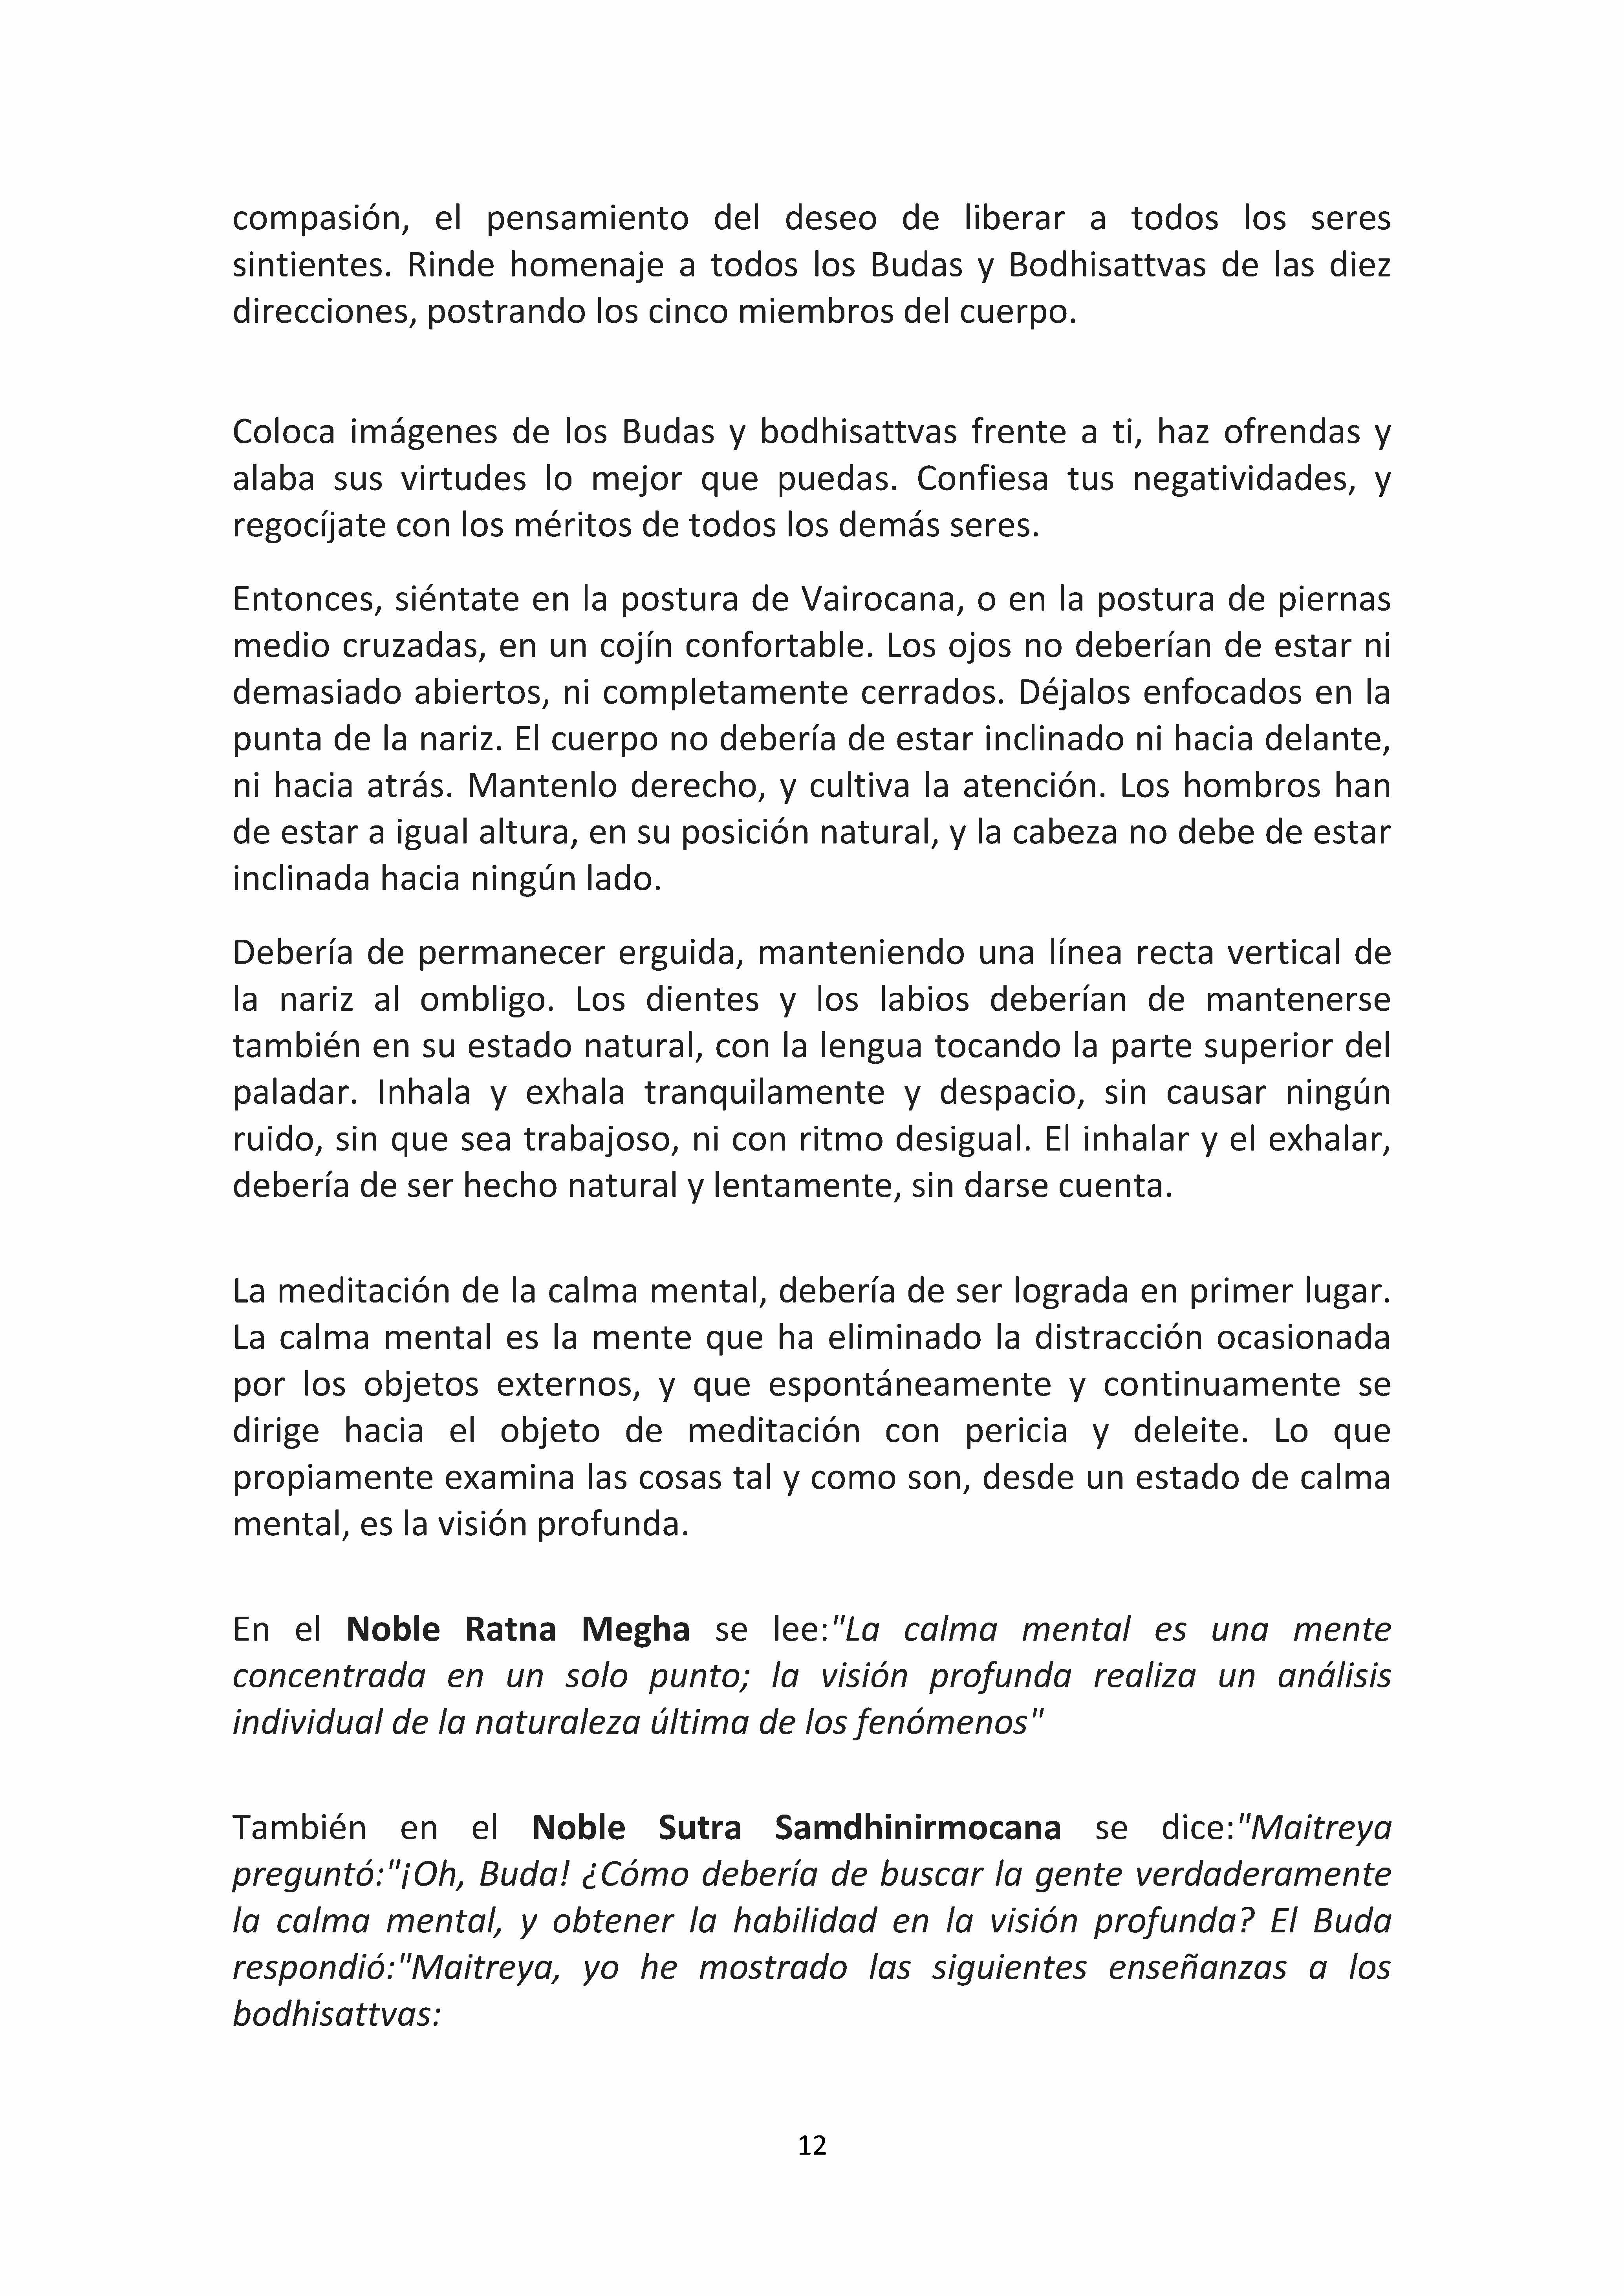 compasión, el pensamiento del deseo de liberar a todos los seres
sintientes. Rinde homenaje a todos los Budas y Bodhisattvas de las diez
direcciones, postrando los cinco miembros del cuerpo.
Coloca imágenes de los Budas y bodhisattvas frente a ti, haz ofrendas y
alaba sus virtudes lo mejor que puedas. Confiesa tus negatividades, y
regocíjate con los méritos de todos los demás seres.
Entonces, siéntate en la postura de Vairocana, o en la postura de piernas
medio cruzadas, en un cojín confortable. Los ojos no deberían de estar ni
demasiado abiertos, ni completamente cerrados. Déjalos enfocados en la
punta de la nariz. El cuerpo no debería de estar inclinado ni hacia delante,
ni hacia atrás. Mantenlo derecho, y cultiva la atención. Los hombros han
de estar a igual altura, en su posición natural, y la cabeza no debe de estar
inclinada hacia ningún lado.
Debería de permanecer erguida, manteniendo una línea recta vertical de
la nariz al ombligo. Los dientes y los labios deberían de mantenerse
también en su estado natural, con la lengua tocando la parte superior del
paladar. Inhala y exhala tranquilamente y despacio, sin causar ningún
ruido, sin que sea trabajoso, ni con ritmo desigual. El inhalar y el exhalar,
debería de ser hecho natural y lentamente, sin darse cuenta.
La meditación de la calma mental, debería de ser lograda en primer lugar.
La calma mental es la mente que ha eliminado la distracción ocasionada
por los objetos externos, y que espontáneamente y continuamente se
dirige hacia el objeto de meditación con pericia y deleite. Lo que
propiamente examina las cosas tal y como son, desde un estado de calma
mental, es la visión profunda.
En el Noble Ratna Megha se lee:"La calma mental es una mente
concentrada en un solo punto; la visión profunda realiza un análisis
individual de la naturaleza última de los fenómenos"
También en el Noble Sutra Samdhinirmocana se dice:"Maitreya
preguntó:"¡Oh, Buda! ¿Cómo debería de buscar la gente verdaderamente
la calma mental, y obtener la habilidad en la visión profunda? El Buda
respondió:"Maitreya, yo he mostrado las siguientes enseñanzas a los
bodhisattvas:
12